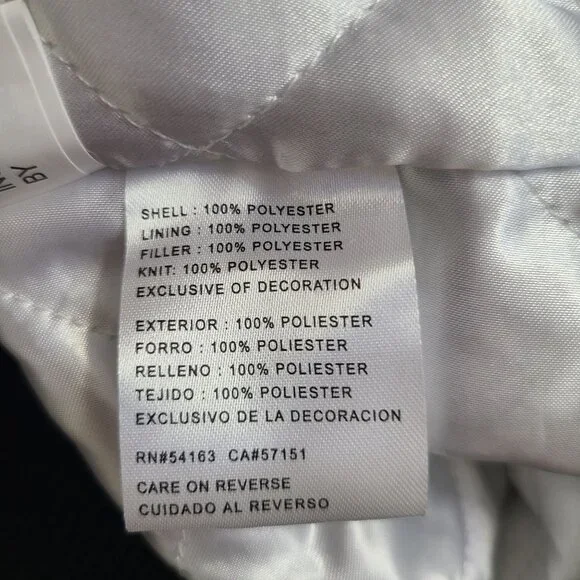 BY
SHELL : 100% POLYESTER
LINING : 100% POLYESTER
FILLER : 100% POLYESTER
KNIT: 100% POLYESTER
EXCLUSIVE OF DECORATION
EXTERIOR : 100% POLIESTER
FORRO : 100% POLIESTER
RELLENO : 100% POLIESTER
TEJIDO : 100% POLIESTER
EXCLUSIVO DE LA DECORACION
RN#54163 CA#57151
CARE ON REVERSE
CUIDADO AL REVERSO